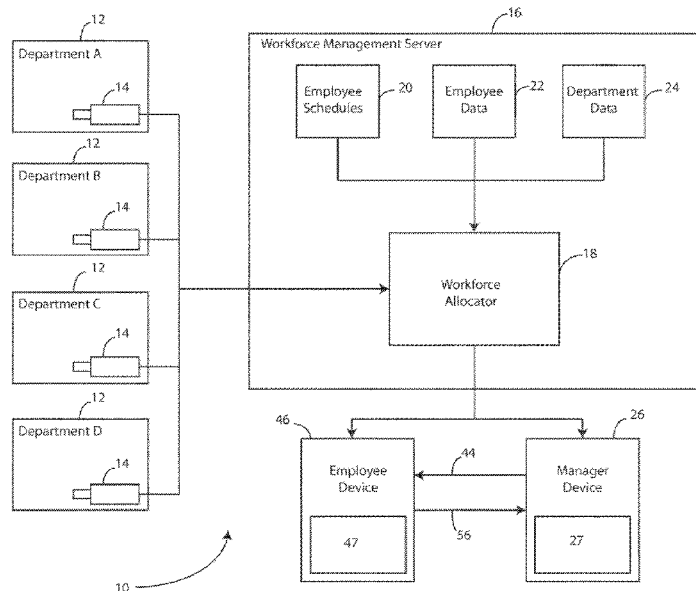 12
Department A
14
12
Department B
14
12
Department C
14
12
Department D
14
16
Workforce Management Server
Employee
Schedules
20
Employee
Data
22
Department
Data
24
Workforce
Allocator
18
46
Employee
Device
47
44
56
26
Manager
Device
27
10